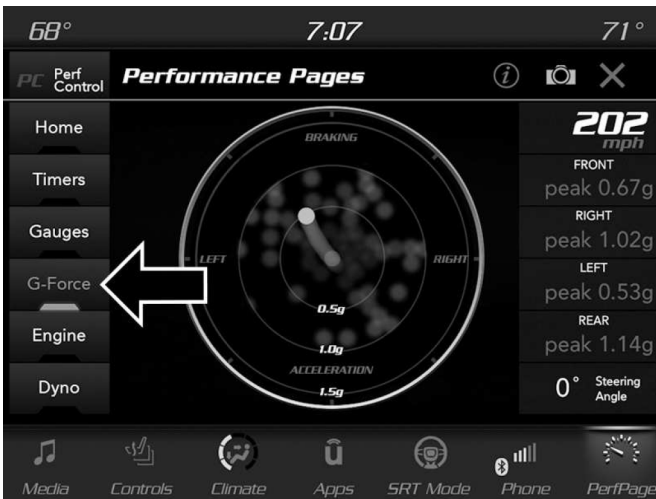 68°
7:07
71°
PC Perf
Control
Performance Pages
i
Home
Timers
Gauges
G-Force
Engine
Dyno
BRAKING
LEFT
RIGHT
0.5g
1.0g
ACCELERATION
1.5g
202
mph
FRONT
peak 0.67g
RIGHT
peak 1.02g
LEFT
peak 0.53g
REAR
peak 1.14g
0° Steering
Angle
Media
Controls
Climate
û
Apps
SRT Mode
Phone
PerfPage